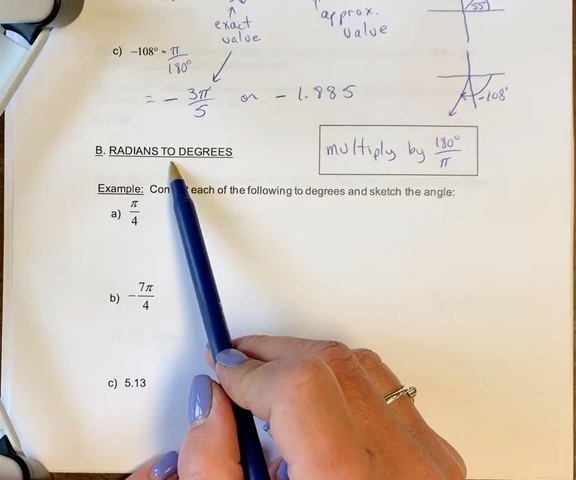 55°
exact
value
approx.
value
c) -108° · π/180°
= - 3π/5 or - 1.885
-108°
B. RADIANS TO DEGREES
multiply by 180°/π
Example: Con each of the following to degrees and sketch the angle:
a) π/4
b) - 7π/4
c) 5.13